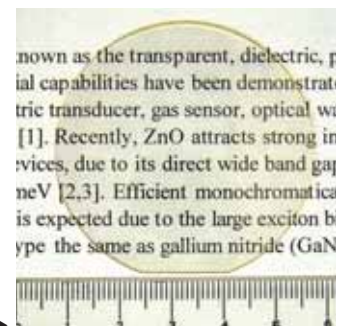 nown as the transparent, dielectric, p
ial capabilities have been demonstrat
tric transducer, gas sensor, optical wa
[1]. Recently, ZnO attracts strong in
evices, due to its direct wide band gap
meV [2,3]. Efficient monochromatica
is expected due to the large exciton b
ype the same as gallium nitride (GaN